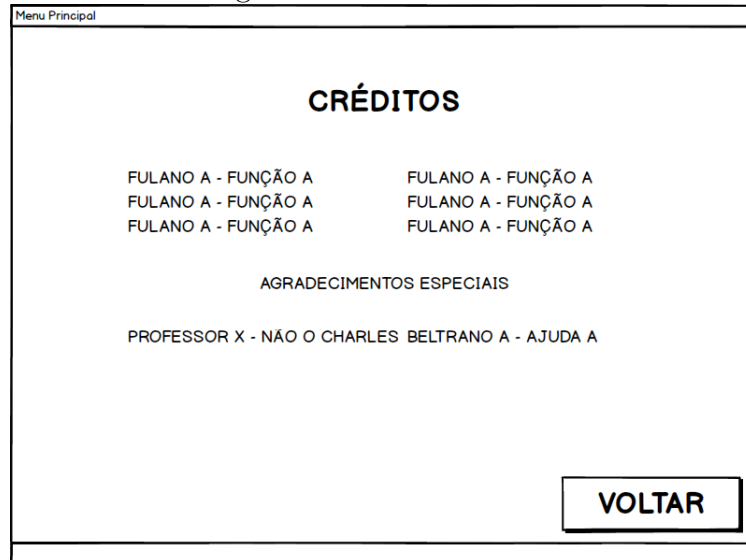 Menu Principal
CRÉDITOS
FULANO A - FUNÇÃO A FULANO A - FUNÇÃO A
FULANO A - FUNÇÃO A FULANO A - FUNÇÃO A
FULANO A - FUNÇÃO A FULANO A - FUNÇÃO A
AGRADECIMENTOS ESPECIAIS
PROFESSOR X - NÃO O CHARLES BELTRANO A - AJUDA A
VOLTAR